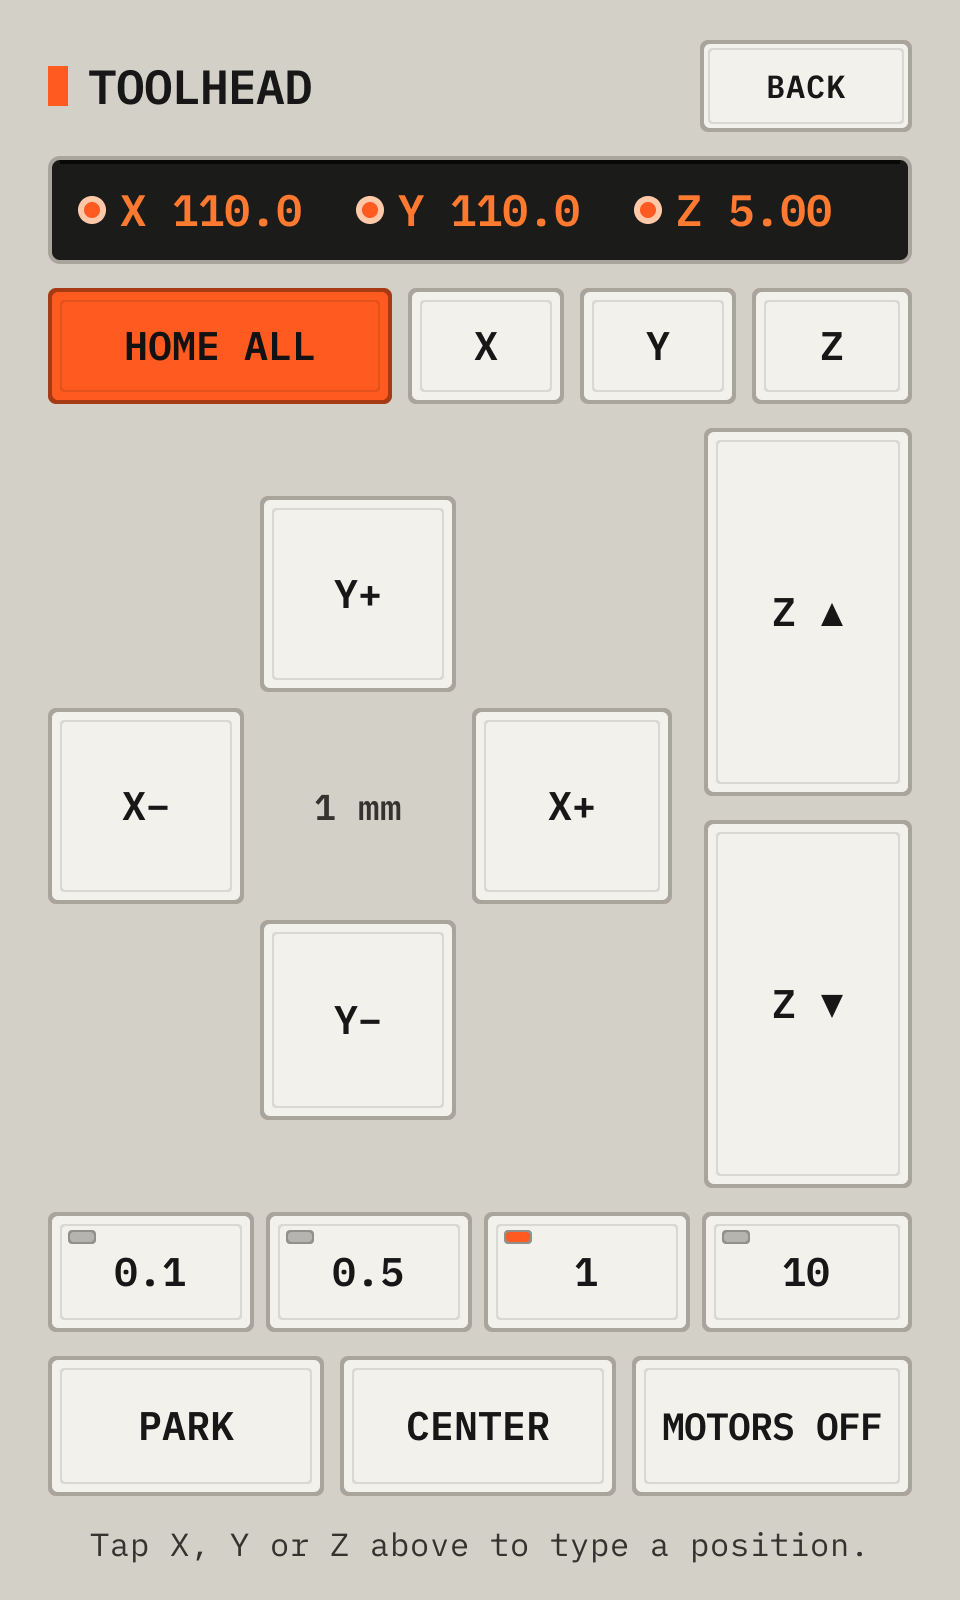 TOOLHEAD
BACK
X 110.0 Y 110.0 Z 5.00
HOME ALL X Y Z
Y+
Z ▲
X− 1 mm X+
Z ▼
Y−
0.1 0.5 1 10
PARK CENTER MOTORS OFF
Tap X, Y or Z above to type a position.